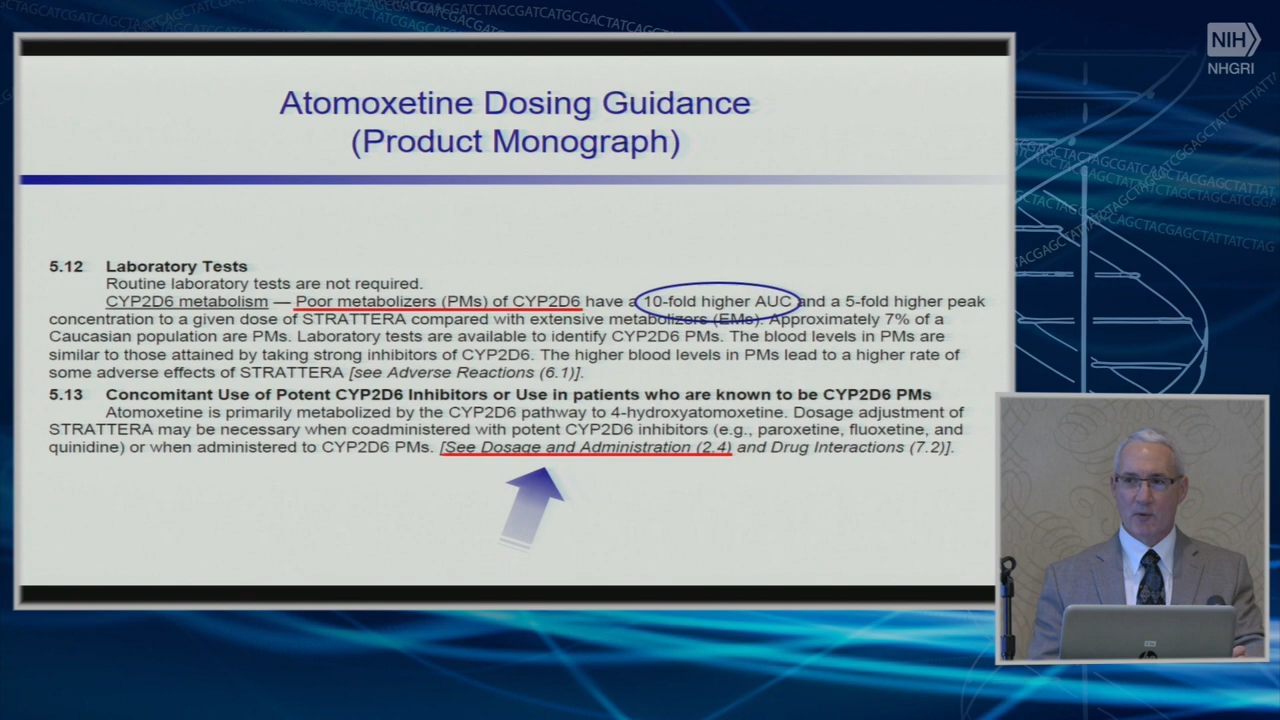 NIH
NHGRI
Atomoxetine Dosing Guidance
(Product Monograph)
5.12 Laboratory Tests
Routine laboratory tests are not required.
CYP2D6 metabolism — Poor metabolizers (PMs) of CYP2D6 have a 10-fold higher AUC and a 5-fold higher peak
concentration to a given dose of STRATTERA compared with extensive metabolizers (EMs). Approximately 7% of a
Caucasian population are PMs. Laboratory tests are available to identify CYP2D6 PMs. The blood levels in PMs are
similar to those attained by taking strong inhibitors of CYP2D6. The higher blood levels in PMs lead to a higher rate of
some adverse effects of STRATTERA [see Adverse Reactions (6.1)].
5.13 Concomitant Use of Potent CYP2D6 Inhibitors or Use in patients who are known to be CYP2D6 PMs
Atomoxetine is primarily metabolized by the CYP2D6 pathway to 4-hydroxyatomoxetine. Dosage adjustment of
STRATTERA may be necessary when coadministered with potent CYP2D6 inhibitors (e.g., paroxetine, fluoxetine, and
quinidine) or when administered to CYP2D6 PMs. [See Dosage and Administration (2.4) and Drug Interactions (7.2)].